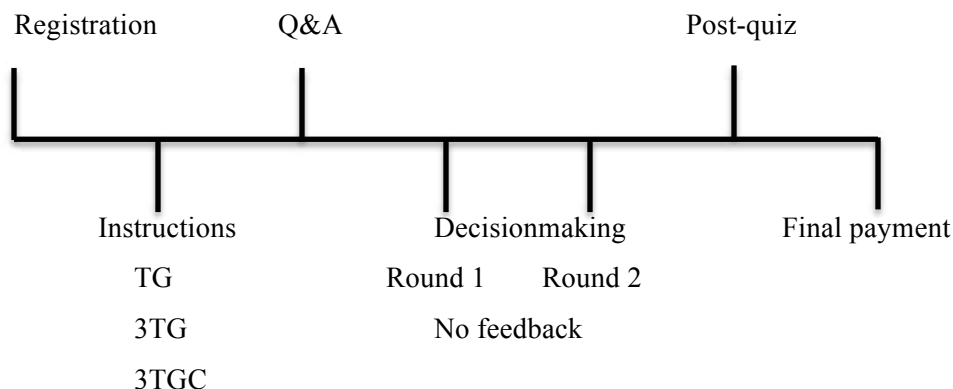 Registration Q&A Post-quiz
Instructions Decisionmaking Final payment
TG Round 1 Round 2
3TG No feedback
3TGC